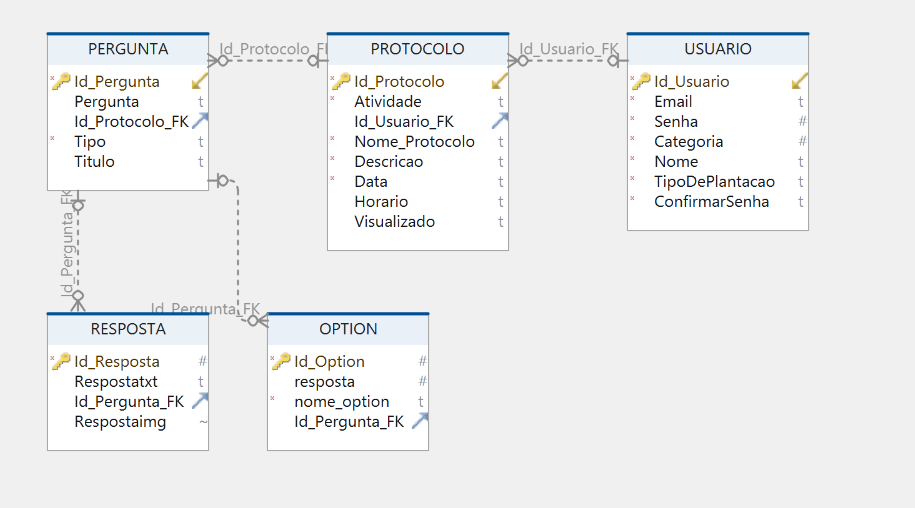 PERGUNTA
Id_Pergunta
Pergunta t
Id_Protocolo_FK
Tipo t
Titulo t
Id_Protocolo_FK
PROTOCOLO
Id_Protocolo
Atividade t
Id_Usuario_FK
Nome_Protocolo t
Descricao t
Data t
Horario t
Visualizado t
Id_Usuario_FK
USUARIO
Id_Usuario
Email t
Senha #
Categoria #
Nome t
TipoDePlantacao t
ConfirmarSenha t
Id_Pergunta_FK
Id_Pergunta_FK
RESPOSTA
Id_Resposta #
Respostatxt t
Id_Pergunta_FK
Respostaimg ~
OPTION
Id_Option #
resposta #
nome_option t
Id_Pergunta_FK